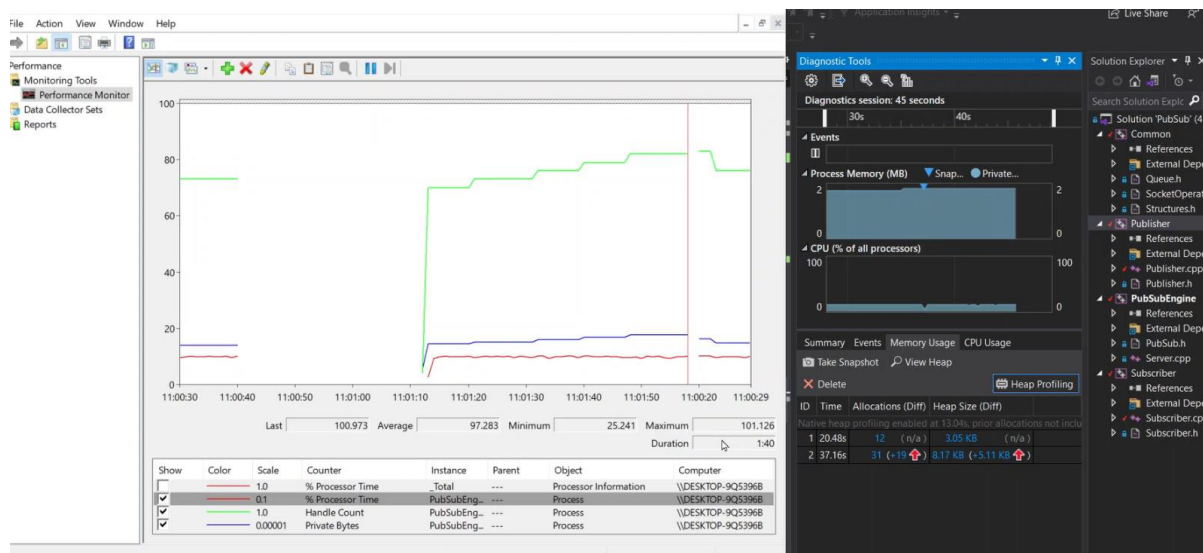 File Action View Window Help
Performance
Monitoring Tools
Performance Monitor
Data Collector Sets
Reports
100
80
60
40
20
0
11:00:30 11:00:40 11:00:50 11:01:00 11:01:10 11:01:20 11:01:30 11:01:40 11:01:50 11:00:20 11:00:29
Last 100.973 Average 97.283 Minimum 25.241 Maximum 101.126
Duration 1:40
Show Color Scale Counter Instance Parent Object Computer
1.0 % Processor Time _Total --- Processor Information \\DESKTOP-9Q5396B
0.1 % Processor Time PubSubEng... --- Process \\DESKTOP-9Q5396B
1.0 Handle Count PubSubEng... --- Process \\DESKTOP-9Q5396B
0.00001 Private Bytes PubSubEng... --- Process \\DESKTOP-9Q5396B
Application Insights
Live Share
Diagnostic Tools
Diagnostics session: 45 seconds
30s 40s
Events
Process Memory (MB) Snap... Private...
2 2
0 0
CPU (% of all processors)
100 100
0 0
Summary Events Memory Usage CPU Usage
Take Snapshot View Heap
Delete Heap Profiling
ID Time Allocations (Diff) Heap Size (Diff)
Native heap profiling enabled at 13.04s, prior allocations not inclu
1 20.48s 12 (n/a) 3.05 KB (n/a)
2 37.16s 31 (+19) 8.17 KB (+5.11 KB)
Solution Explorer
Search Solution Explc
Solution 'PubSub' (4
Common
References
External Depe
Queue.h
SocketOperat
Structures.h
Publisher
References
External Depe
Publisher.cpp
Publisher.h
PubSubEngine
References
External Depe
PubSub.h
Server.cpp
Subscriber
References
External Depe
Subscriber.cp
Subscriber.h